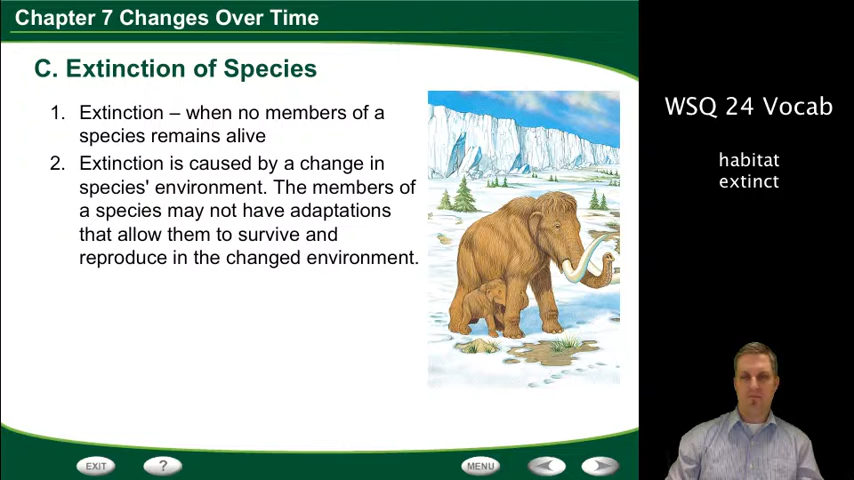 Chapter 7 Changes Over Time
C. Extinction of Species
1. Extinction – when no members of a
species remains alive
2. Extinction is caused by a change in
species' environment. The members of
a species may not have adaptations
that allow them to survive and
reproduce in the changed environment.
WSQ 24 Vocab
habitat
extinct
EXIT
?
MENU